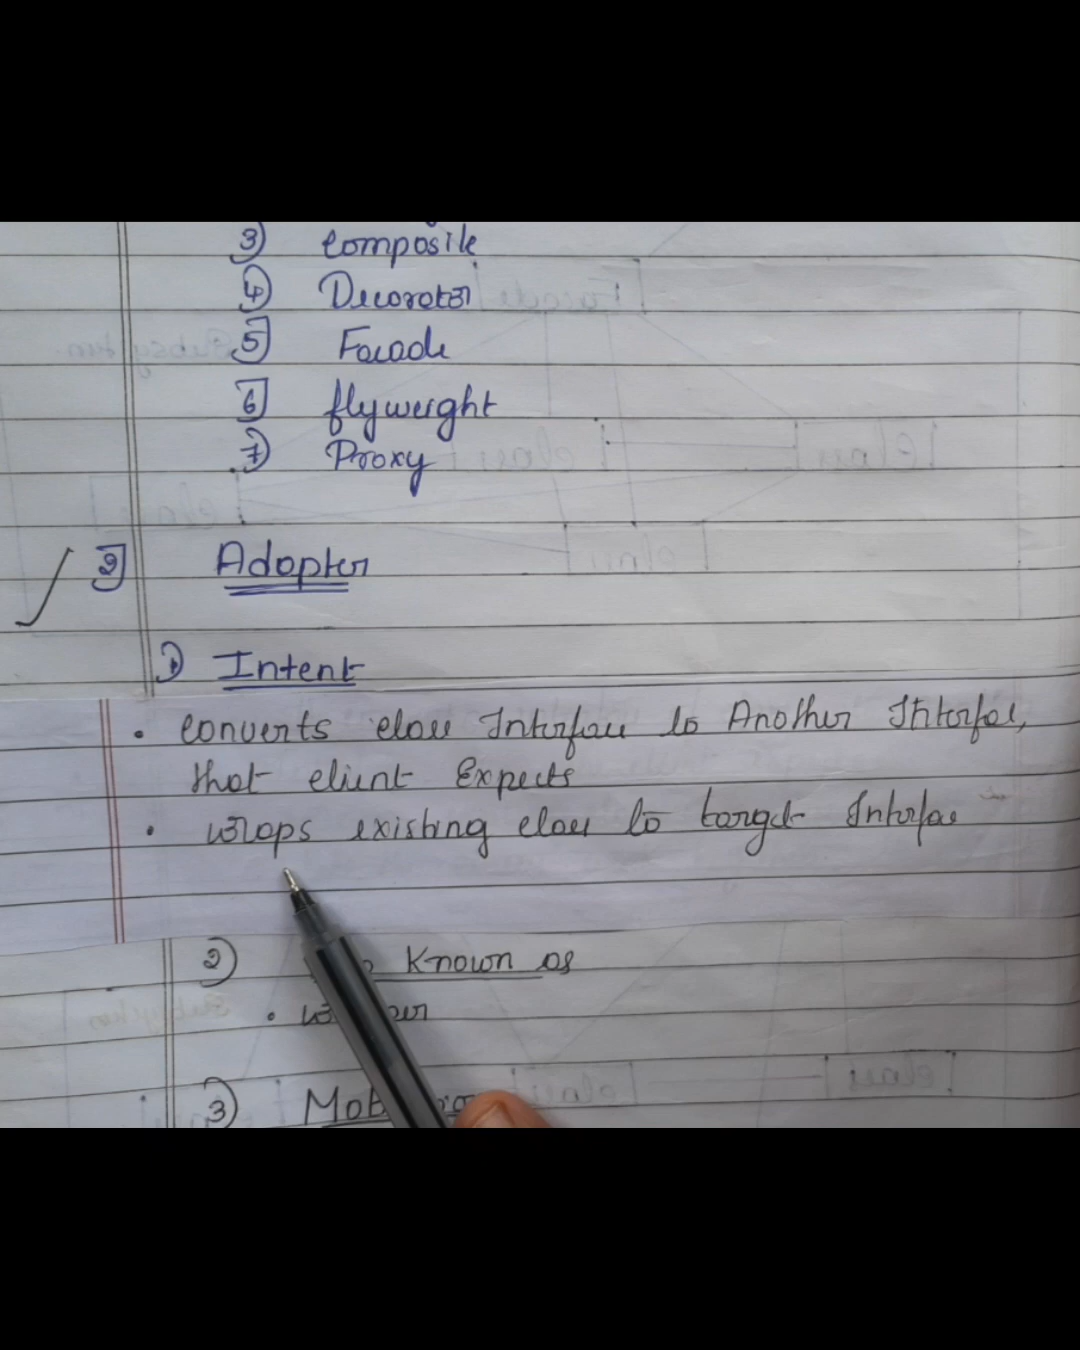 3) Composite
4) Decorator
5) Facade
6) flyweight
7) Proxy
2) Adapter
1) Intent
• converts class Interface to Another Interface,
that client Expects
• wraps existing class to target Interface
2) Known as
•
3)